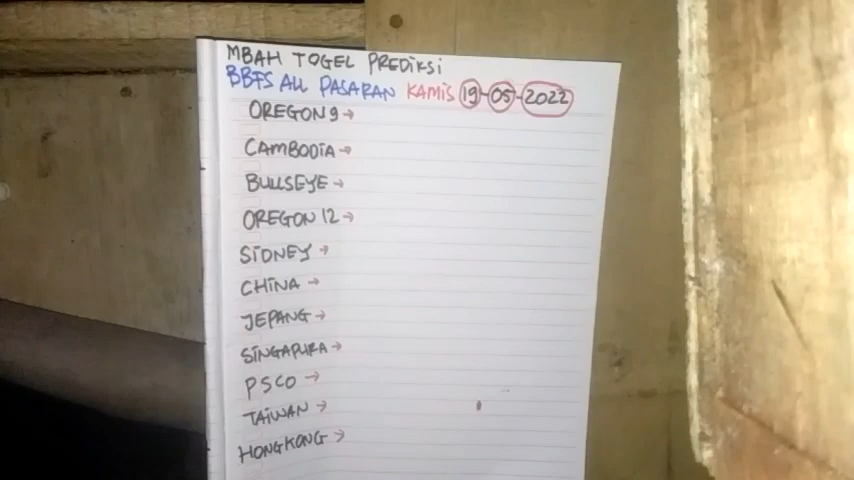 MBAH TOGEL PREDIKSI
BBFS ALL PASARAN KAMIS 19-05-2022
OREGON 9 →
CAMBODIA →
BULLSEYE →
OREGON 12 →
SIDNEY →
CHINA →
JEPANG →
SINGAPURA →
PSCO →
TAIWAN →
HONGKONG →